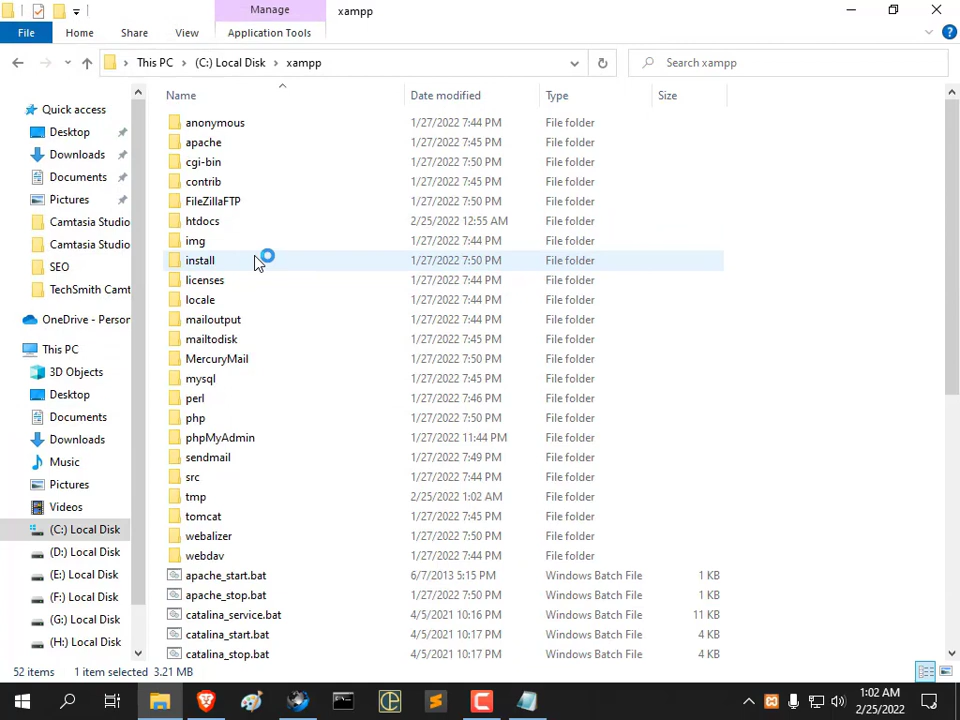 Manage
xampp
File
Home
Share
View
Application Tools
This PC
(C:) Local Disk
xampp
Search xampp
Name
Date modified
Type
Size
Quick access
Desktop
Downloads
Documents
Pictures
Camtasia Studio
Camtasia Studio
SEO
TechSmith Camt
OneDrive - Person
This PC
3D Objects
Desktop
Documents
Downloads
Music
Pictures
Videos
(C:) Local Disk
(D:) Local Disk
(E:) Local Disk
(F:) Local Disk
(G:) Local Disk
(H:) Local Disk
anonymous 1/27/2022 7:44 PM File folder
apache 1/27/2022 7:45 PM File folder
cgi-bin 1/27/2022 7:50 PM File folder
contrib 1/27/2022 7:45 PM File folder
FileZillaFTP 1/27/2022 7:50 PM File folder
htdocs 2/25/2022 12:55 AM File folder
img 1/27/2022 7:44 PM File folder
install 1/27/2022 7:50 PM File folder
licenses 1/27/2022 7:44 PM File folder
locale 1/27/2022 7:44 PM File folder
mailoutput 1/27/2022 7:44 PM File folder
mailtodisk 1/27/2022 7:45 PM File folder
MercuryMail 1/27/2022 7:50 PM File folder
mysql 1/27/2022 7:45 PM File folder
perl 1/27/2022 7:46 PM File folder
php 1/27/2022 7:50 PM File folder
phpMyAdmin 1/27/2022 11:44 PM File folder
sendmail 1/27/2022 7:49 PM File folder
src 1/27/2022 7:44 PM File folder
tmp 2/25/2022 1:02 AM File folder
tomcat 1/27/2022 7:45 PM File folder
webalizer 1/27/2022 7:50 PM File folder
webdav 1/27/2022 7:44 PM File folder
apache_start.bat 6/7/2013 5:15 PM Windows Batch File 1 KB
apache_stop.bat 1/27/2022 7:50 PM Windows Batch File 1 KB
catalina_service.bat 4/5/2021 10:16 PM Windows Batch File 11 KB
catalina_start.bat 4/5/2021 10:17 PM Windows Batch File 4 KB
catalina_stop.bat 4/5/2021 10:17 PM Windows Batch File 4 KB
52 items
1 item selected 3.21 MB
1:02 AM
2/25/2022